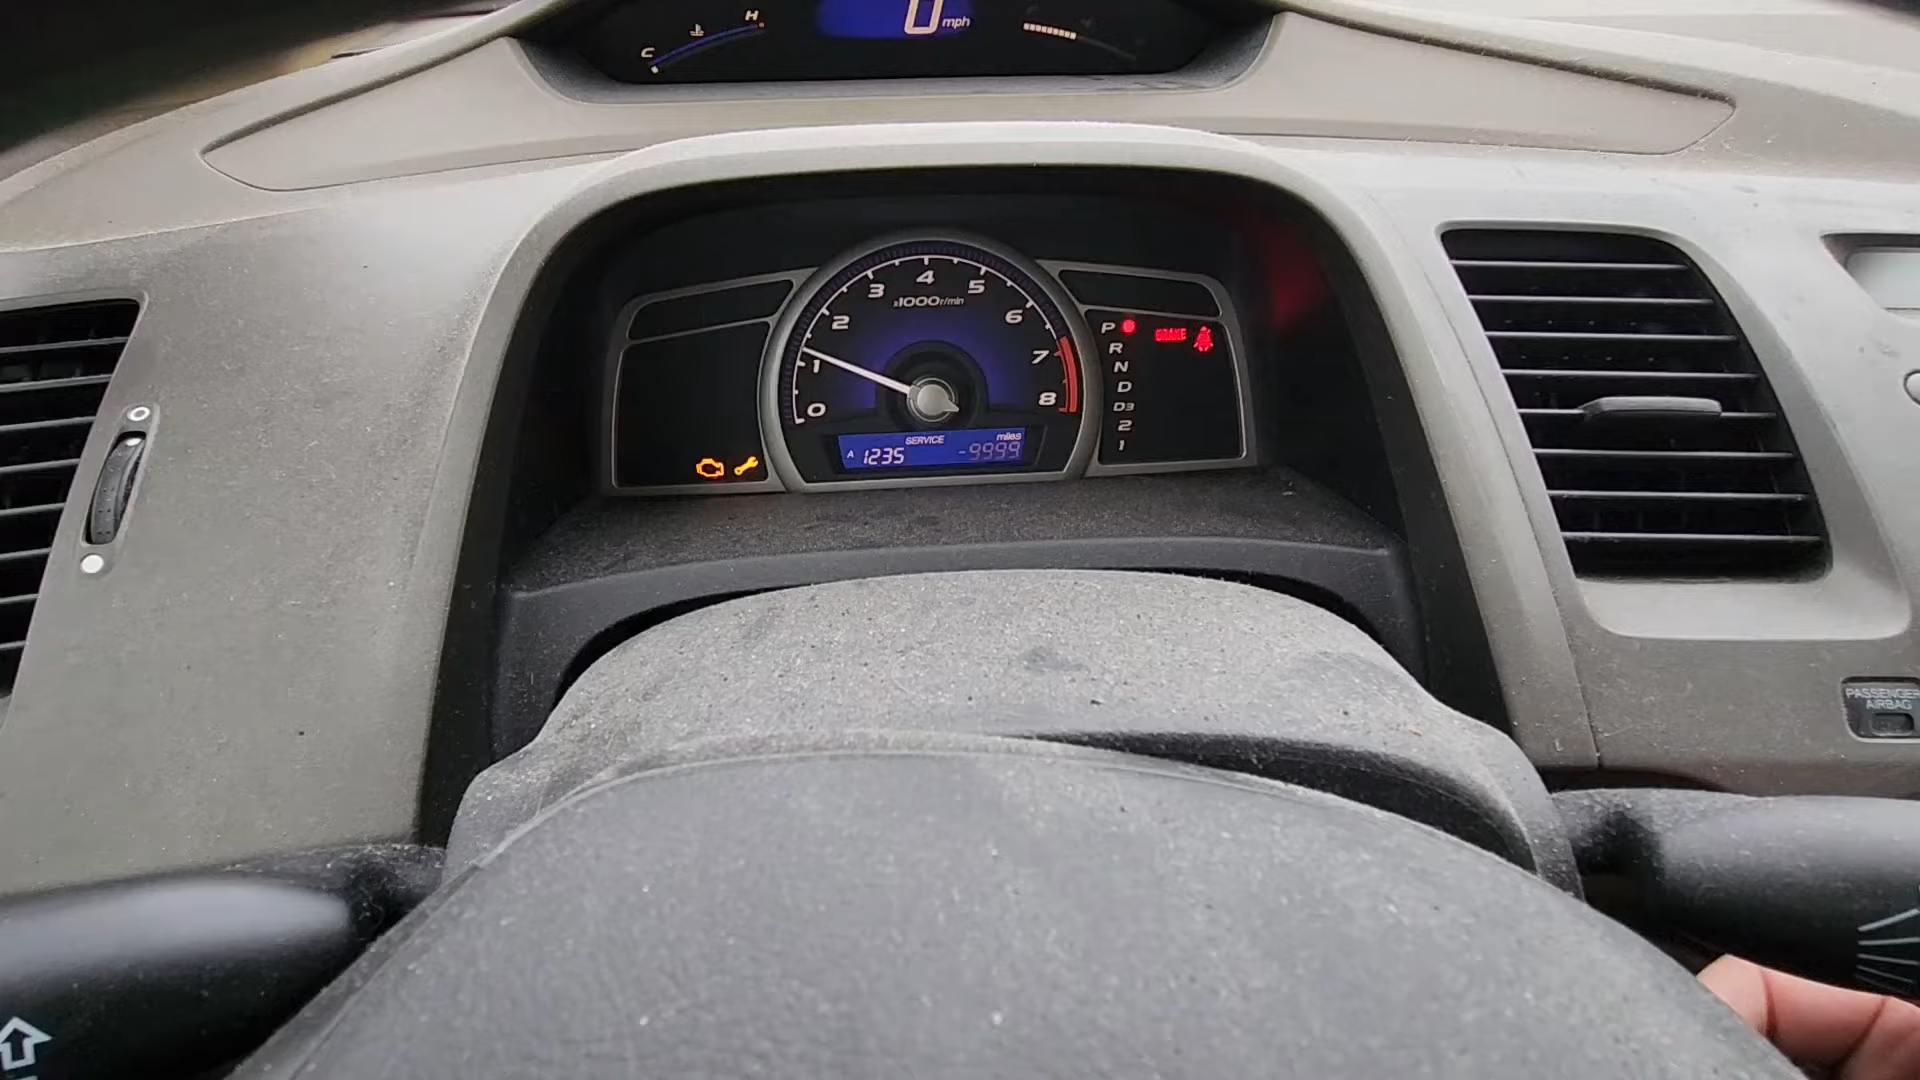 C
H
0 mph
0
1
2
3
4
5
6
7
8
x1000r/min
SERVICE
miles
A 1235 -9999
P
R
N
D
D3
2
1
BRAKE
PASSENGER
AIRBAG